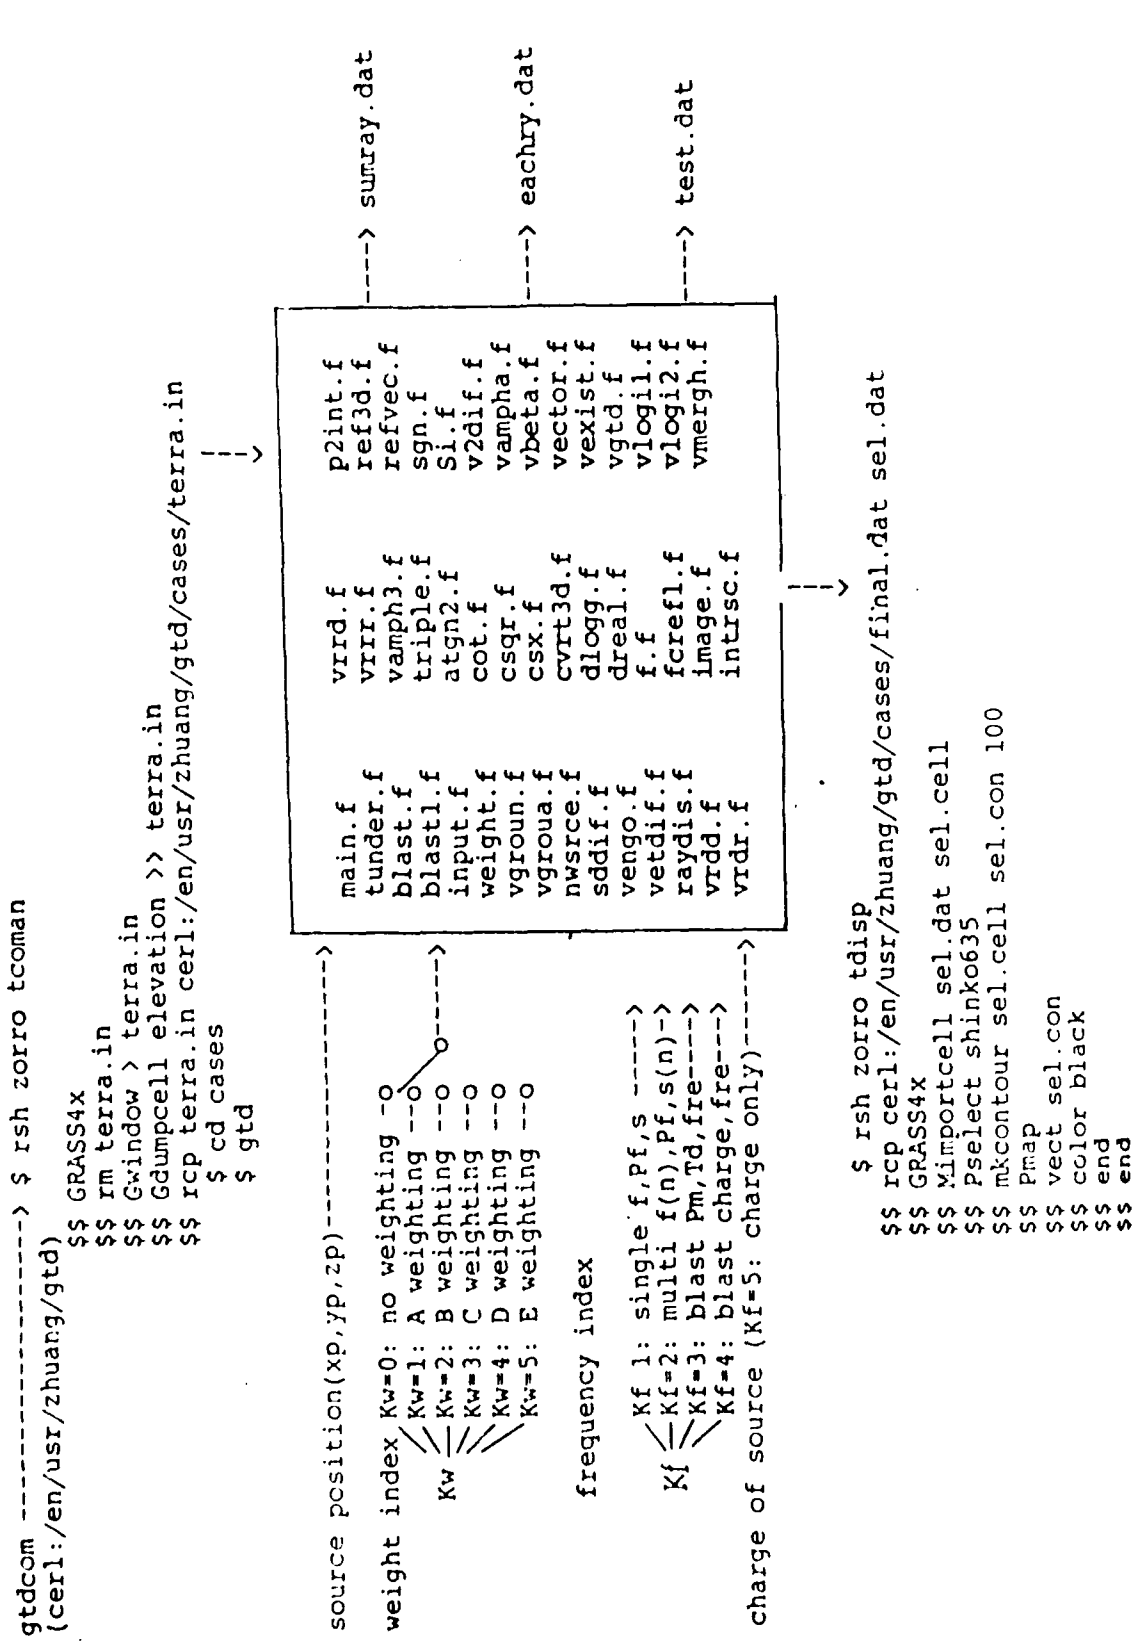 gtdcom --------------------> $ rsh zorro tcoman
(cerl:/en/usr/zhuang/gtd)
$$ GRASS4x
$$ rm terra.in
$$ Gwindow > terra.in
$$ Gdumpcell elevation >> terra.in
$$ rcp terra.in cerl:/en/usr/zhuang/gtd/cases/terra.in
$ cd cases
$ gtd
---->
source position(xp,yp,zp)------------------>
weight index Kw=0: no weighting --o
Kw=1: A weighting ---o
Kw Kw=2: B weighting ---o o------>
Kw=3: C weighting ---o
Kw=4: D weighting ---o
Kw=5: E weighting ---o
frequency index
Kf 1: single f,Pf,s ----->
Kf=2: multi f(n),Pf,s(n)->
Kf Kf=3: blast Pm,Td,fre---->
Kf=4: blast charge,fre--->
charge of source (Kf=5: charge only)------>
main.f vrrd.f p2int.f
tunder.f vrrr.f ref3d.f
blast.f vamph3.f refvec.f
blast1.f triple.f sgn.f
input.f atgn2.f Si.f
weight.f cot.f v2dif.f
vgroun.f csqr.f vampha.f
vgroua.f csx.f vbeta.f
nwsrce.f cvrt3d.f vector.f
sddif.f dlogg.f vexist.f
vengo.f dreal.f vgtd.f
vetdif.f f.f vlogi1.f
raydis.f fcrefl.f vlogi2.f
vrdd.f image.f vmergh.f
vrdr.f intrsc.f
----> sumray.dat
----> eachry.dat
----> test.dat
---->
$ rsh zorro tdisp
$$ rcp cerl:/en/usr/zhuang/gtd/cases/final.dat sel.dat
$$ GRASS4x
$$ Mimportcell sel.dat sel.cell
$$ Pselect shinko635
$$ mkcontour sel.cell sel.con 100
$$ Pmap
$$ vect sel.con
$$ color black
$$ end
$$ end